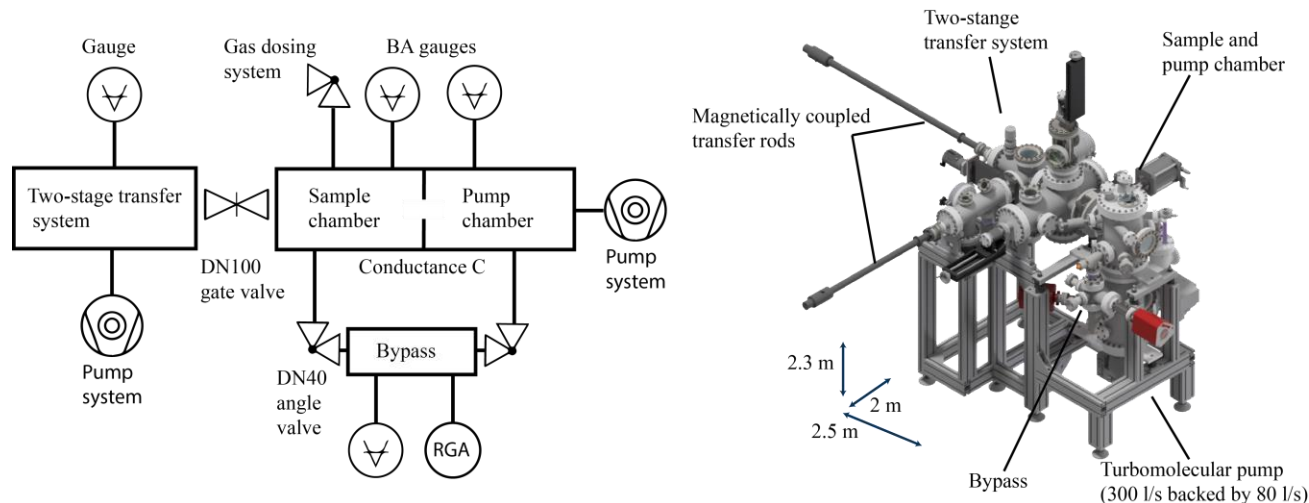 Gauge
Gas dosing
system
BA gauges
Two-stage transfer
system
Sample
chamber
Pump
chamber
DN100
gate valve
Conductance C
Pump
system
Pump
system
Bypass
DN40
angle
valve
RGA
Two-stange
transfer system
Sample and
pump chamber
Magnetically coupled
transfer rods
2.3 m
2 m
2.5 m
Bypass
Turbomolecular pump
(300 l/s backed by 80 l/s)